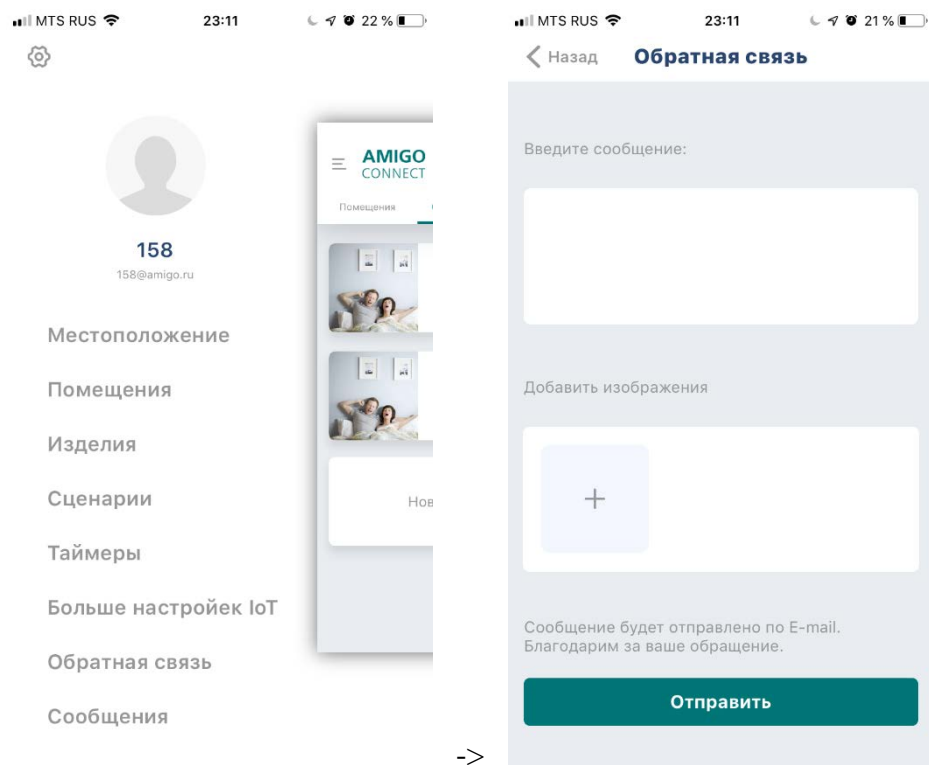 MTS RUS 23:11 22 %
AMIGO
CONNECT
Помещения
158
158@amigo.ru
Местоположение
Помещения
Изделия
Сценарии
Нов
Таймеры
Больше настройек IoT
Обратная связь
Сообщения
->
MTS RUS 23:11 21 %
Назад Обратная связь
Введите сообщение:
Добавить изображения
+
Сообщение будет отправлено по E-mail.
Благодарим за ваше обращение.
Отправить